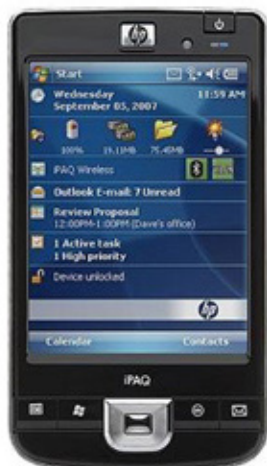 hp
Start
Wednesday
September 05, 2007
11:59 AM
100% 19.11MB 75.45MB
iPAQ Wireless
Outlook E-mail: 7 Unread
Review Proposal
12:00PM-1:00PM (Dave's office)
1 Active task
1 High priority
Device unlocked
hp
Calendar Contacts
iPAQ